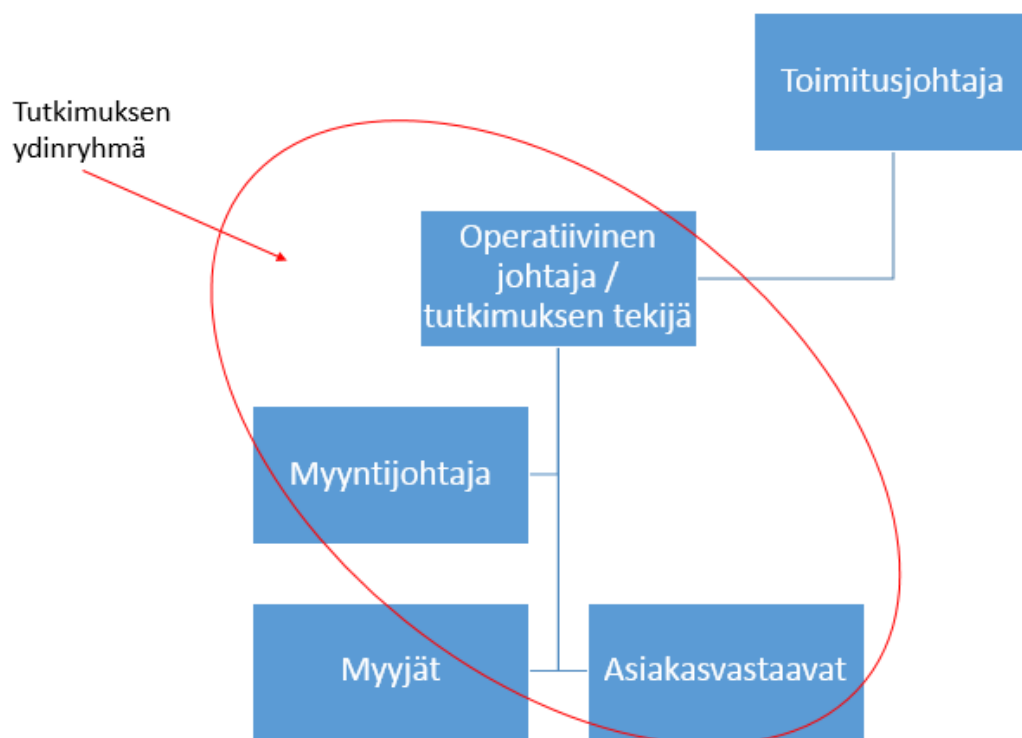 Toimitusjohtaja
Tutkimuksen
ydinryhmä
Operatiivinen
johtaja /
tutkimuksen tekijä
Myyntijohtaja
Myyjät
Asiakasvastaavat